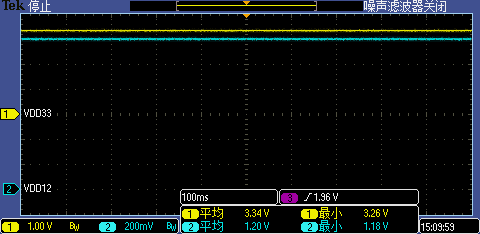 Tek 停止 噪声滤波器关闭
1 VDD33
2 VDD12
100ms 3 1.96 V
1 平均 3.34 V 1 最小 3.26 V
1 1.00 V BW 2 200mV BW 2 平均 1.20 V 2 最小 1.18 V 15:09:59